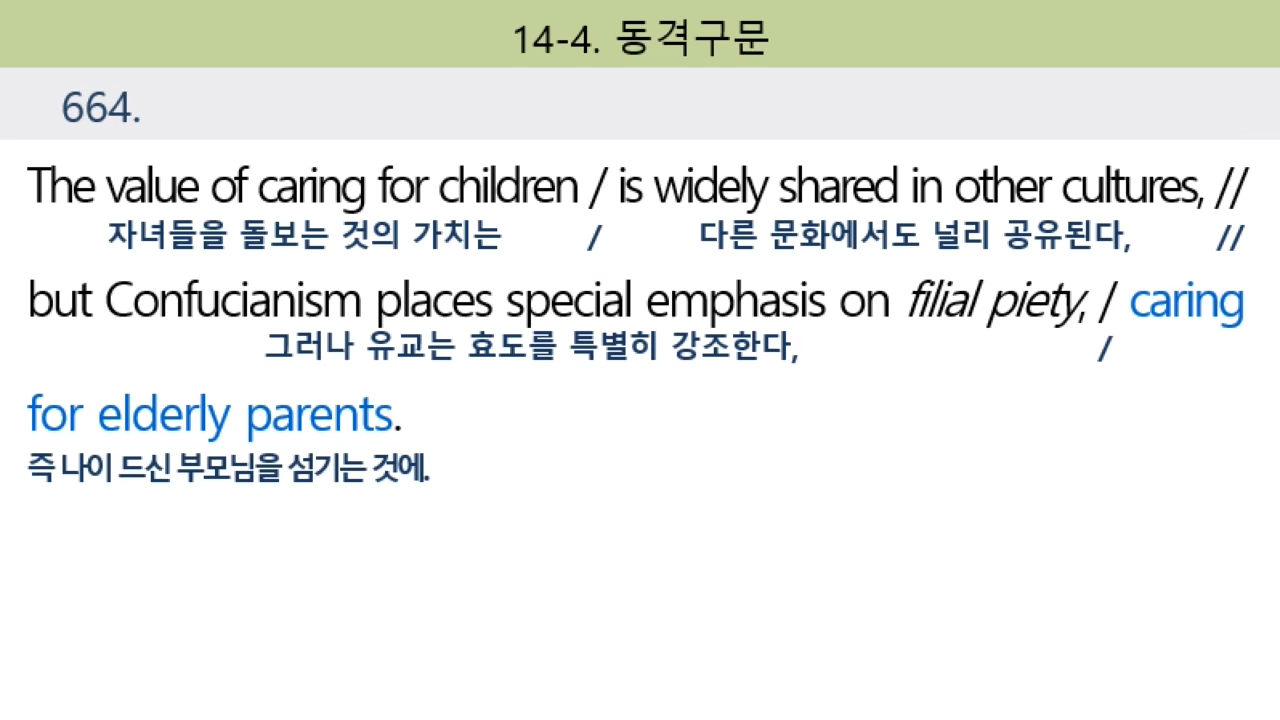 14-4. 동격구문
664.
The value of caring for children / is widely shared in other cultures, //
자녀들을 돌보는 것의 가치는 / 다른 문화에서도 널리 공유된다, //
but Confucianism places special emphasis on filial piety, / caring
그러나 유교는 효도를 특별히 강조한다, /
for elderly parents.
즉 나이 드신 부모님을 섬기는 것에.